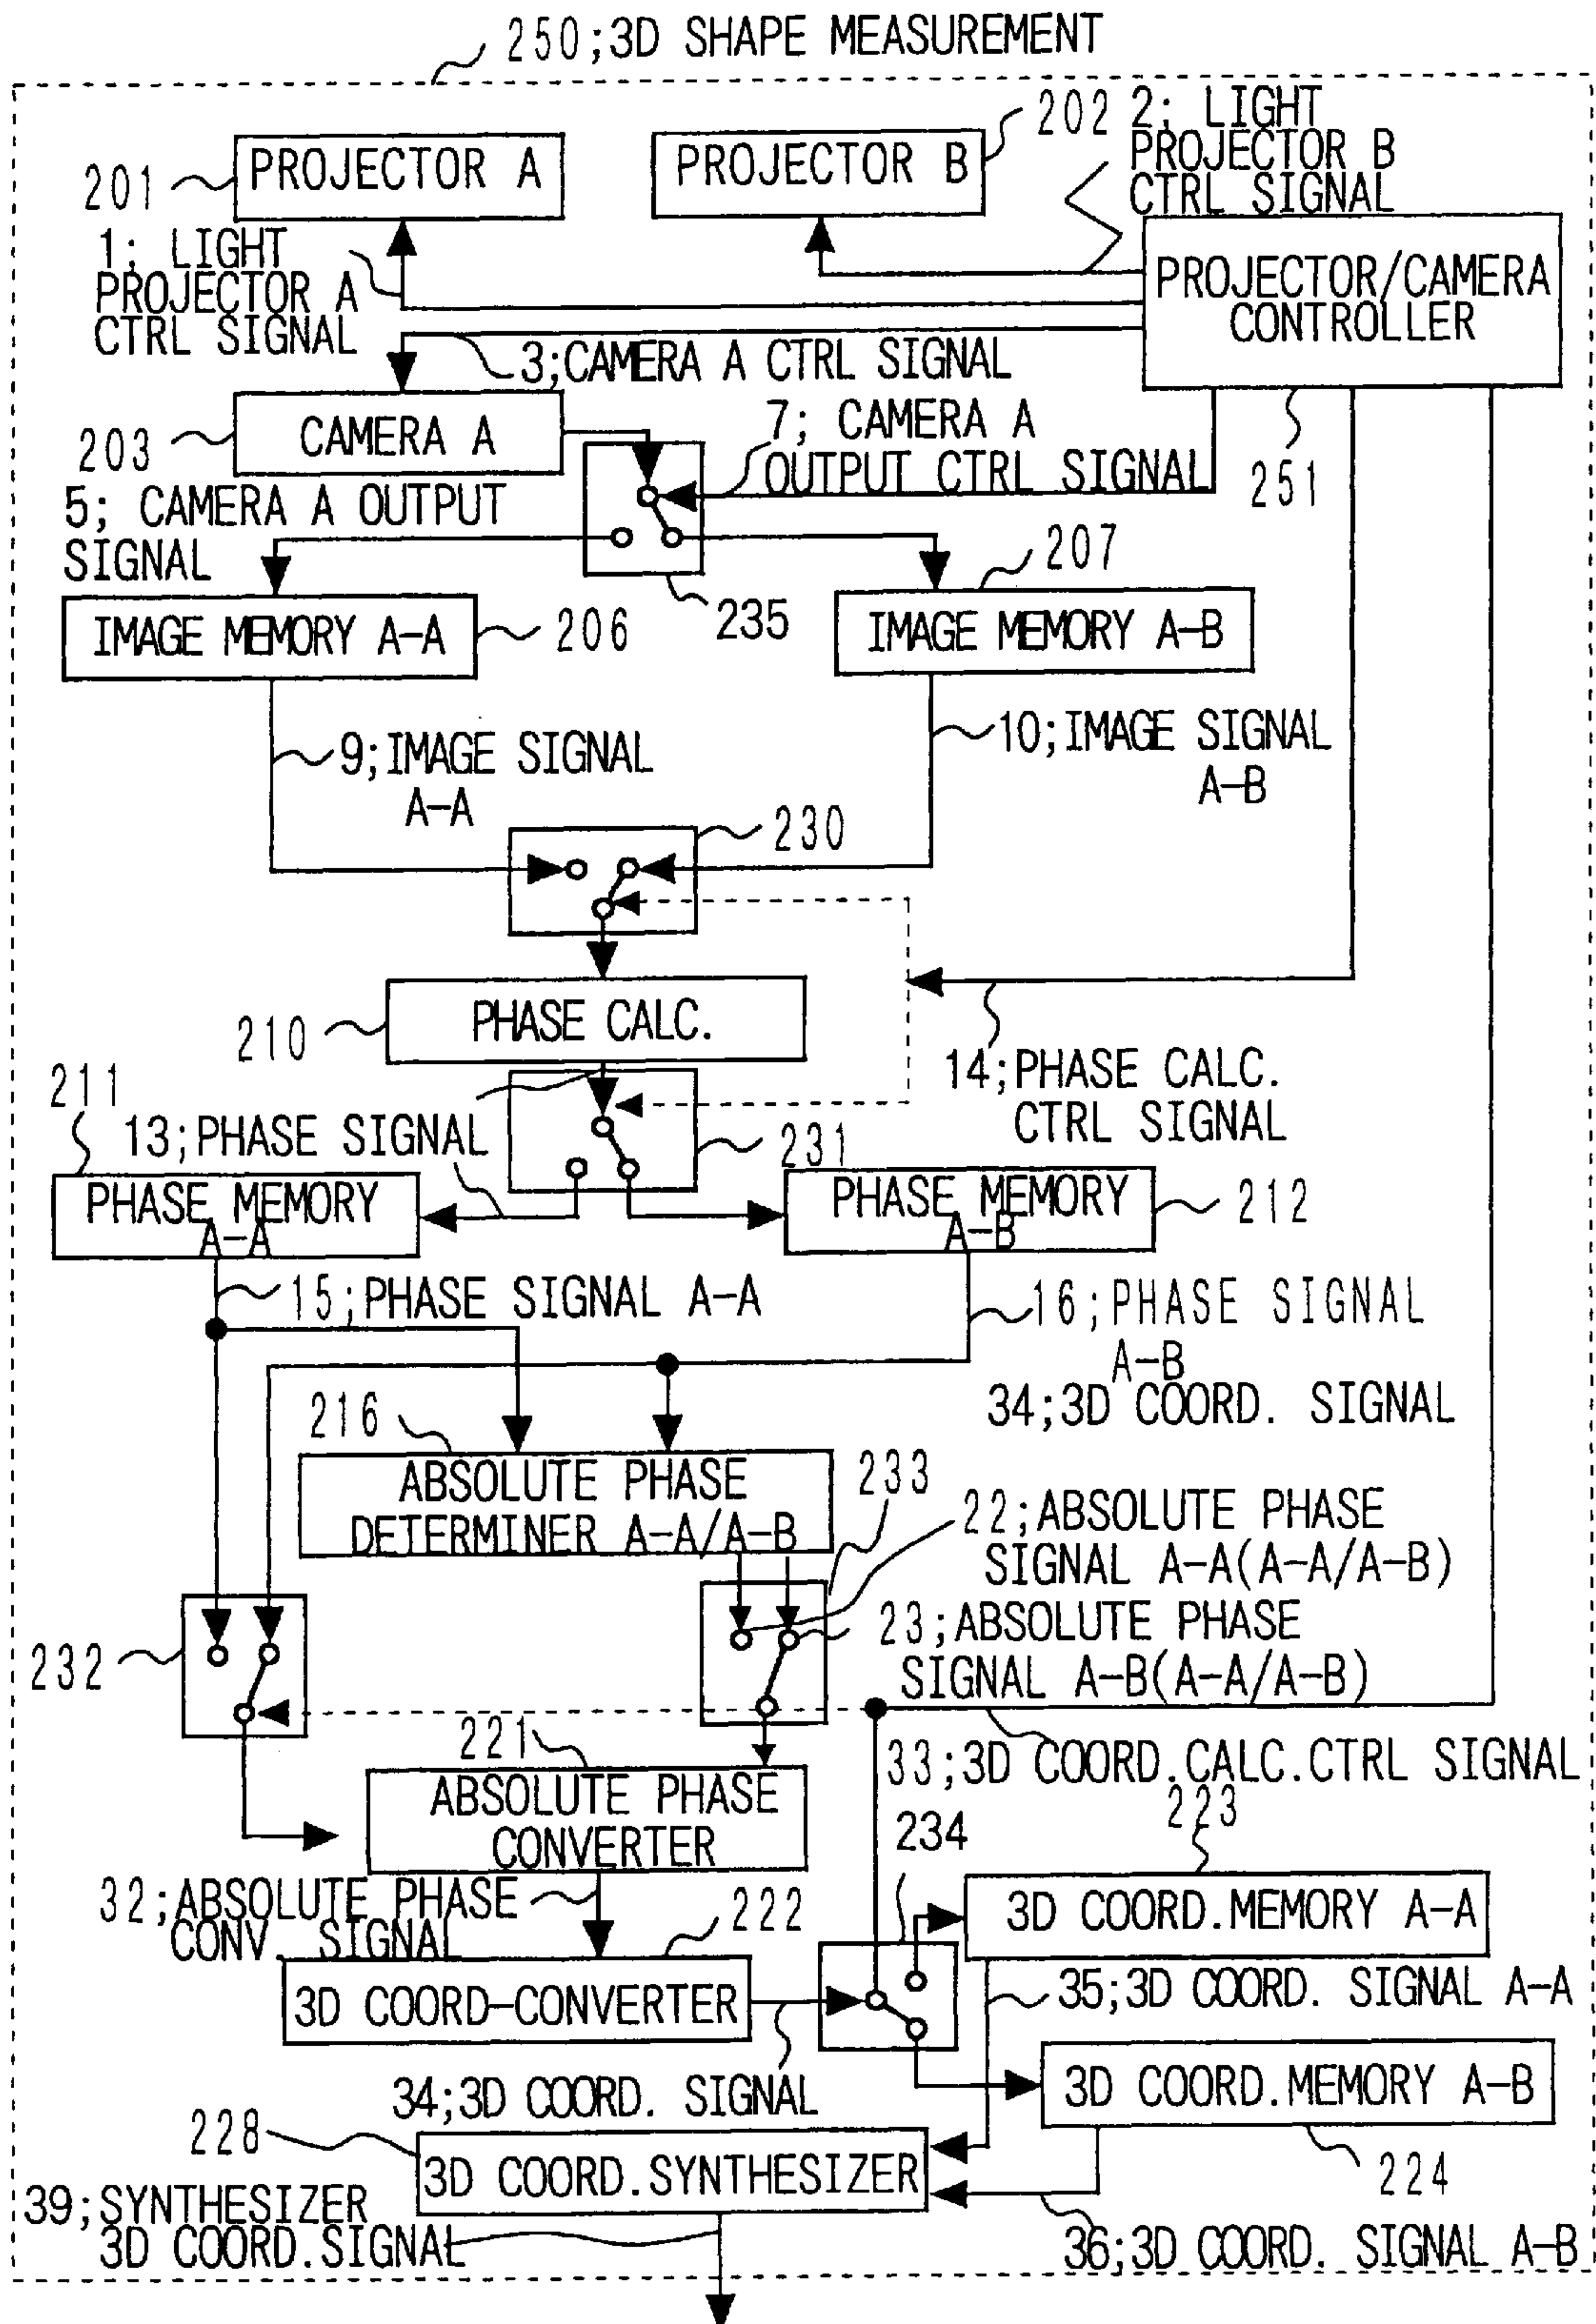 250;3D SHAPE MEASUREMENT
201
PROJECTOR A
PROJECTOR B
202
2; LIGHT
PROJECTOR B
CTRL SIGNAL
1; LIGHT
PROJECTOR A
CTRL SIGNAL
PROJECTOR/CAMERA
CONTROLLER
3;CAMERA A CTRL SIGNAL
203
CAMERA A
7; CAMERA A
OUTPUT CTRL SIGNAL
251
5; CAMERA A OUTPUT
SIGNAL
207
235
IMAGE MEMORY A-A
206
IMAGE MEMORY A-B
9;IMAGE SIGNAL
A-A
10;IMAGE SIGNAL
A-B
230
210
PHASE CALC.
14;PHASE CALC.
CTRL SIGNAL
211
13;PHASE SIGNAL
231
PHASE MEMORY
A-A
PHASE MEMORY
A-B
212
15;PHASE SIGNAL A-A
16;PHASE SIGNAL
A-B
34;3D COORD. SIGNAL
216
ABSOLUTE PHASE
DETERMINER A-A/A-B
233
22;ABSOLUTE PHASE
SIGNAL A-A(A-A/A-B)
23;ABSOLUTE PHASE
SIGNAL A-B(A-A/A-B)
232
221
33;3D COORD.CALC.CTRL SIGNAL
ABSOLUTE PHASE
CONVERTER
234
223
32;ABSOLUTE PHASE
CONV. SIGNAL
222
3D COORD.MEMORY A-A
3D COORD-CONVERTER
35;3D COORD. SIGNAL A-A
34;3D COORD. SIGNAL
3D COORD.MEMORY A-B
228
3D COORD.SYNTHESIZER
224
39;SYNTHESIZER
3D COORD.SIGNAL
36;3D COORD. SIGNAL A-B